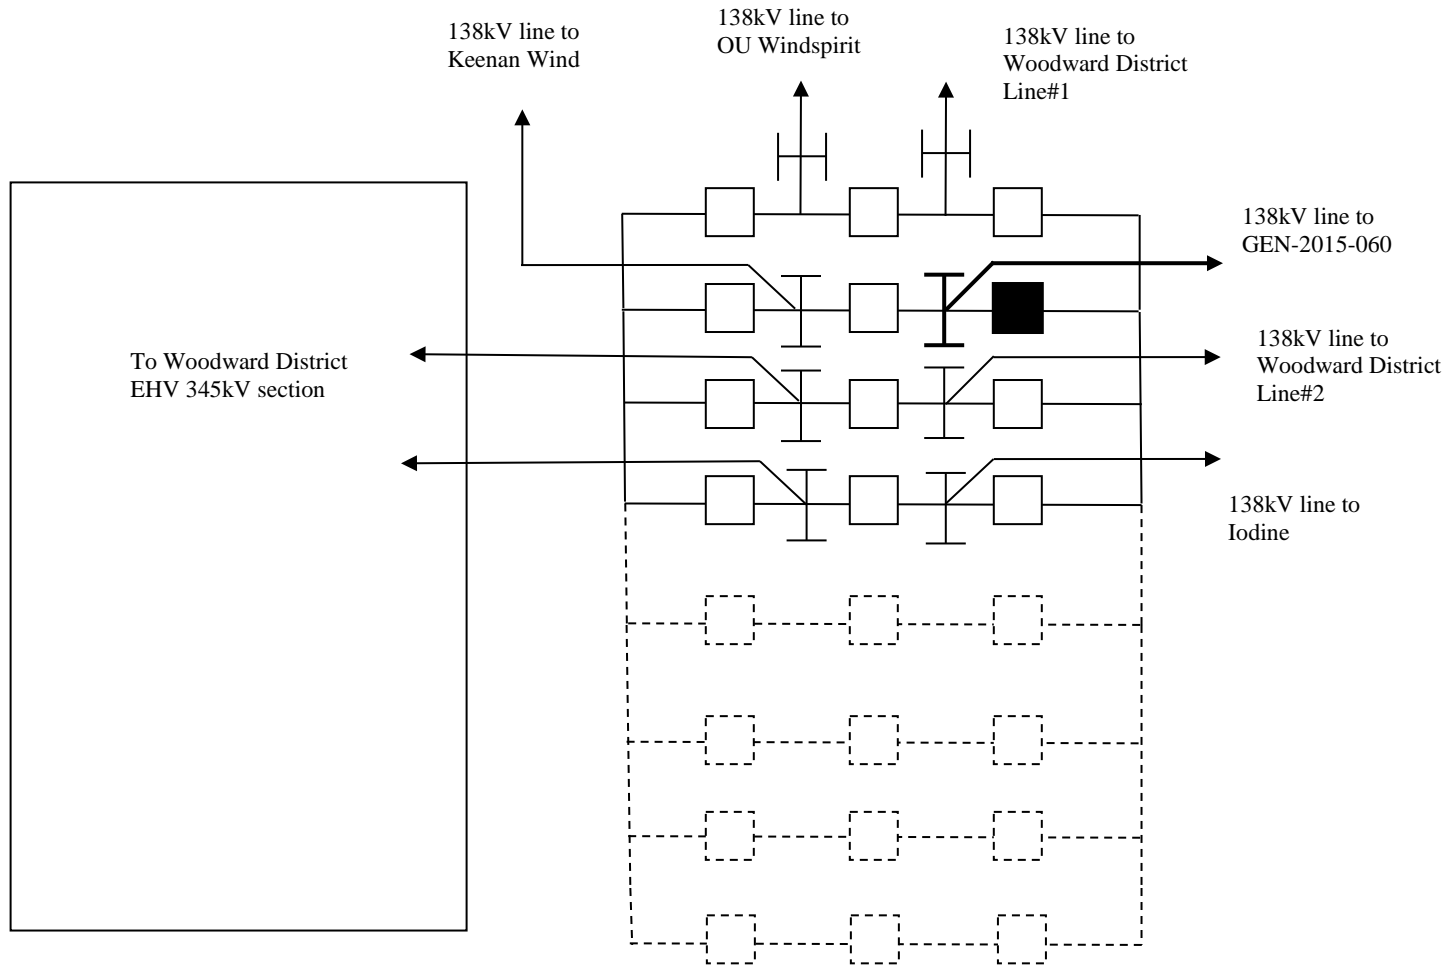 138kV line to
Keenan Wind
138kV line to
OU Windspirit
138kV line to
Woodward District
Line#1
138kV line to
GEN-2015-060
To Woodward District
EHV 345kV section
138kV line to
Woodward District
Line#2
138kV line to
Iodine